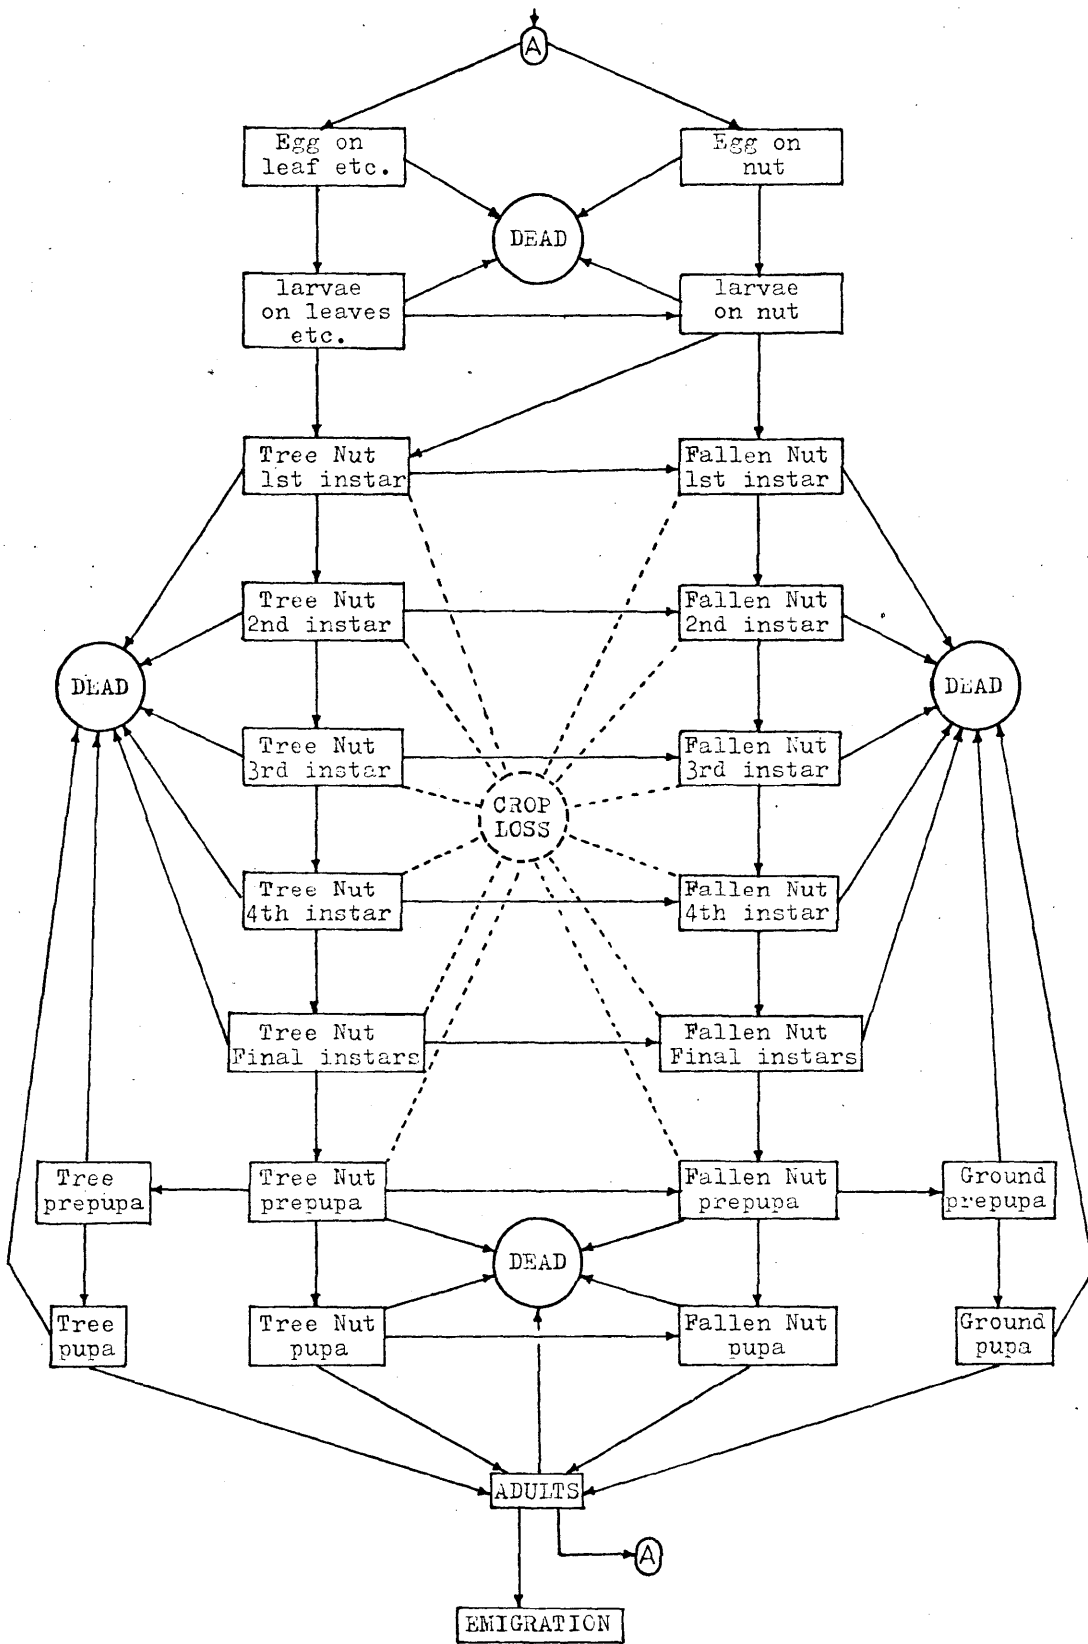 A
Egg on
leaf etc.
Egg on
nut
DEAD
larvae
on leaves
etc.
larvae
on nut
Tree Nut
1st instar
Fallen Nut
1st instar
Tree Nut
2nd instar
Fallen Nut
2nd instar
DEAD
DEAD
Tree Nut
3rd instar
Fallen Nut
3rd instar
CROP
LOSS
Tree Nut
4th instar
Fallen Nut
4th instar
Tree Nut
Final instars
Fallen Nut
Final instars
Tree
prepupa
Tree Nut
prepupa
Fallen Nut
prepupa
Ground
prepupa
DEAD
Tree
pupa
Tree Nut
pupa
Fallen Nut
pupa
Ground
pupa
ADULTS
A
EMIGRATION